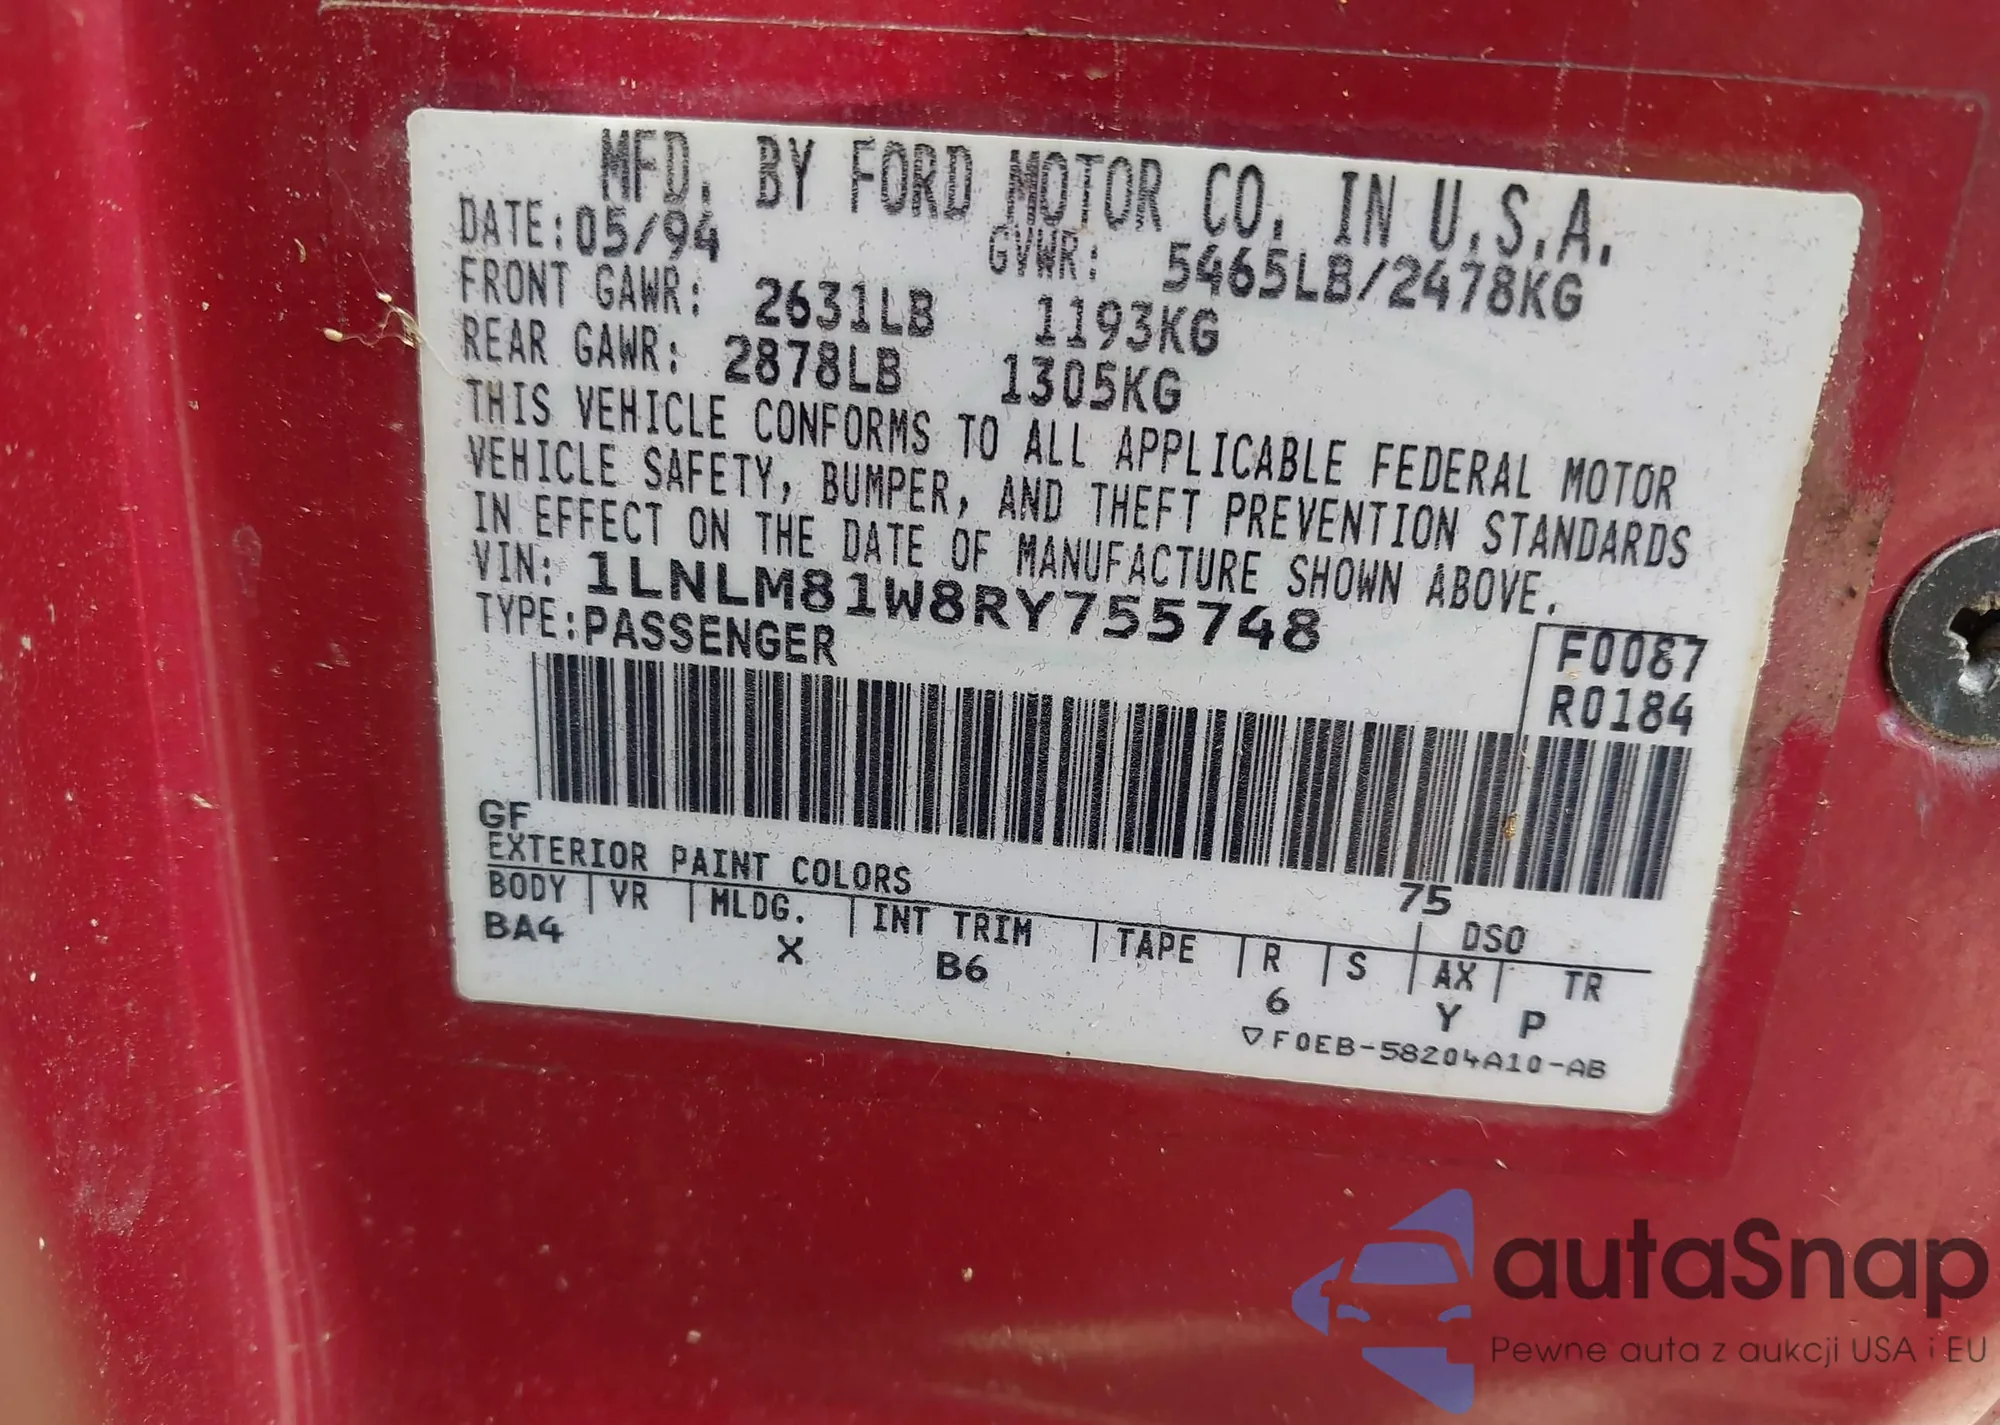 MFD. BY FORD MOTOR CO. IN U.S.A.
DATE:05/94 GVWR: 5465LB/2478KG
FRONT GAWR: 2631LB 1193KG
REAR GAWR: 2878LB 1305KG
THIS VEHICLE CONFORMS TO ALL APPLICABLE FEDERAL MOTOR
VEHICLE SAFETY, BUMPER, AND THEFT PREVENTION STANDARDS
IN EFFECT ON THE DATE OF MANUFACTURE SHOWN ABOVE.
VIN: 1LNLM81W8RY755748
TYPE:PASSENGER
F0087
R0184
GF
75
EXTERIOR PAINT COLORS DSO
BODY VR MLDG. INT TRIM TAPE R S AX TR
BA4 X B6 6 Y P
▽F0EB-58204A10-AB
autaSnap
Pewne auta z aukcji USA i EU